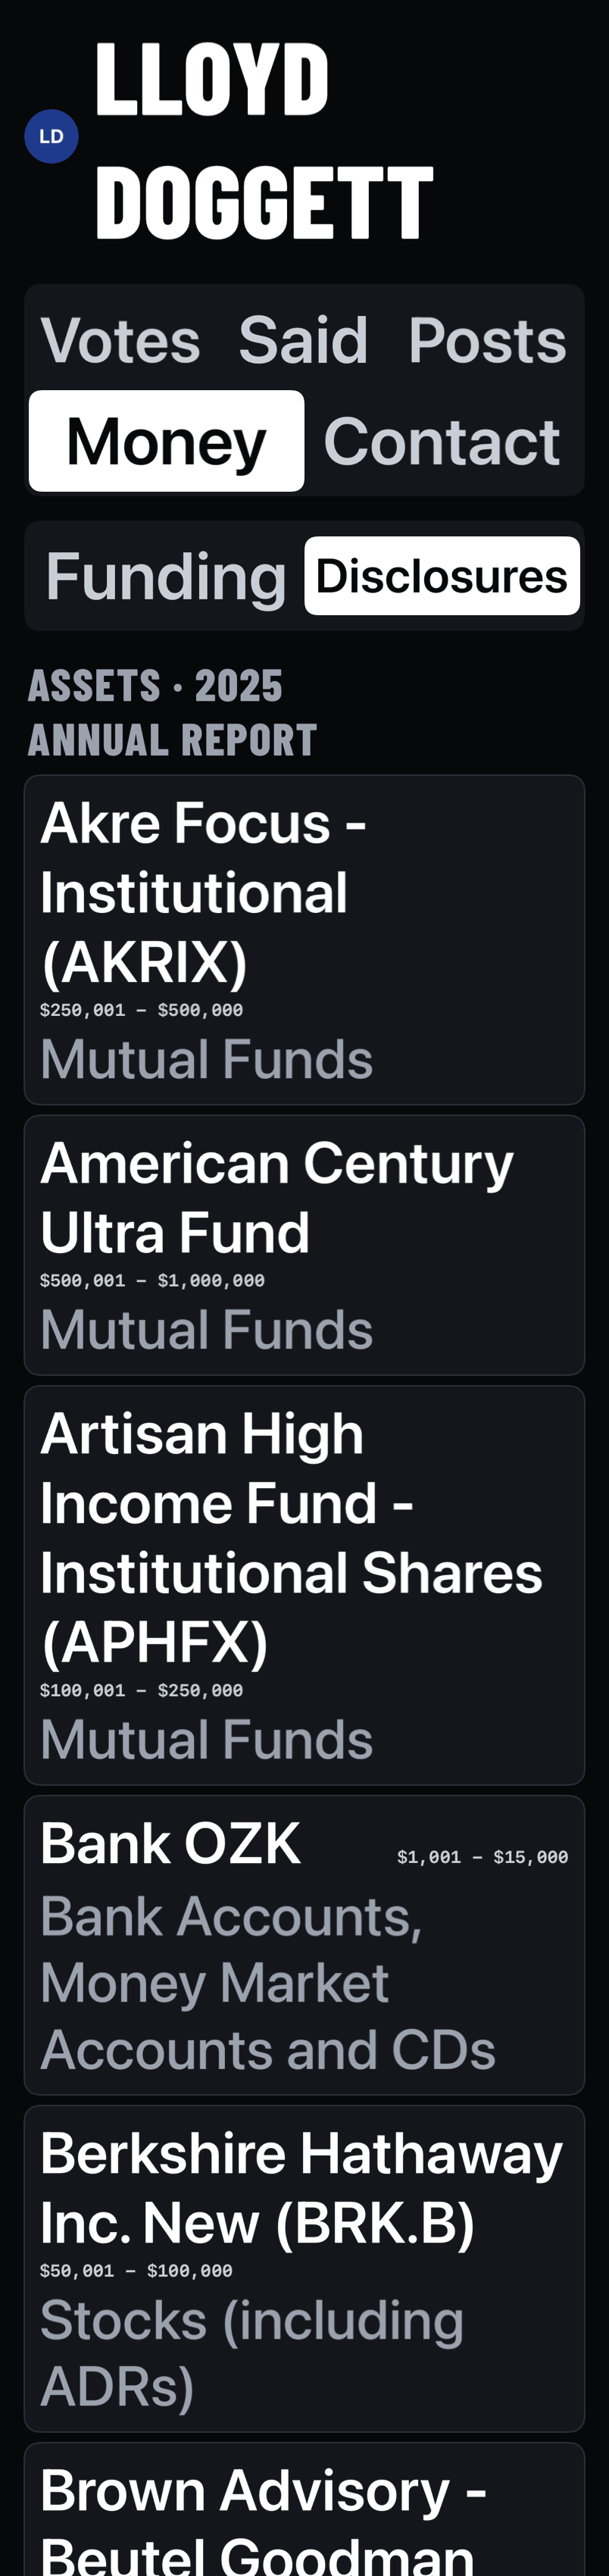 LD
LLOYD
DOGGETT
Votes Said Posts
Money Contact
Funding Disclosures
ASSETS · 2025
ANNUAL REPORT
Akre Focus -
Institutional
(AKRIX)
$250,001 – $500,000
Mutual Funds
American Century
Ultra Fund
$500,001 – $1,000,000
Mutual Funds
Artisan High
Income Fund -
Institutional Shares
(APHFX)
$100,001 – $250,000
Mutual Funds
Bank OZK $1,001 – $15,000
Bank Accounts,
Money Market
Accounts and CDs
Berkshire Hathaway
Inc. New (BRK.B)
$50,001 – $100,000
Stocks (including
ADRs)
Brown Advisory -
Beutel Goodman